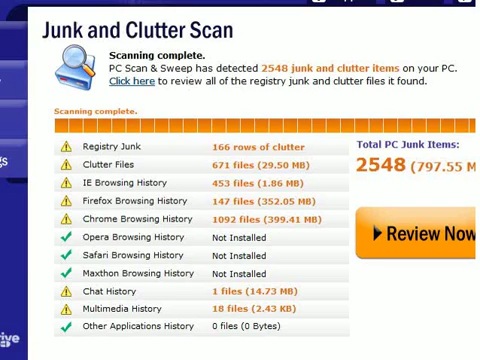 Junk and Clutter Scan
Scanning complete.
PC Scan & Sweep has detected 2548 junk and clutter items on your PC.
Click here to review all of the registry junk and clutter files it found.
Scanning complete.
Registry Junk 166 rows of clutter
Clutter Files 671 files (29.50 MB)
IE Browsing History 453 files (1.86 MB)
Firefox Browsing History 147 files (352.05 MB)
Chrome Browsing History 1092 files (399.41 MB)
Opera Browsing History Not Installed
Safari Browsing History Not Installed
Maxthon Browsing History Not Installed
Chat History 1 files (14.73 MB)
Multimedia History 18 files (2.43 KB)
Other Applications History 0 files (0 Bytes)
Total PC Junk Items:
2548 (797.55 M
Review Now
gs
rive